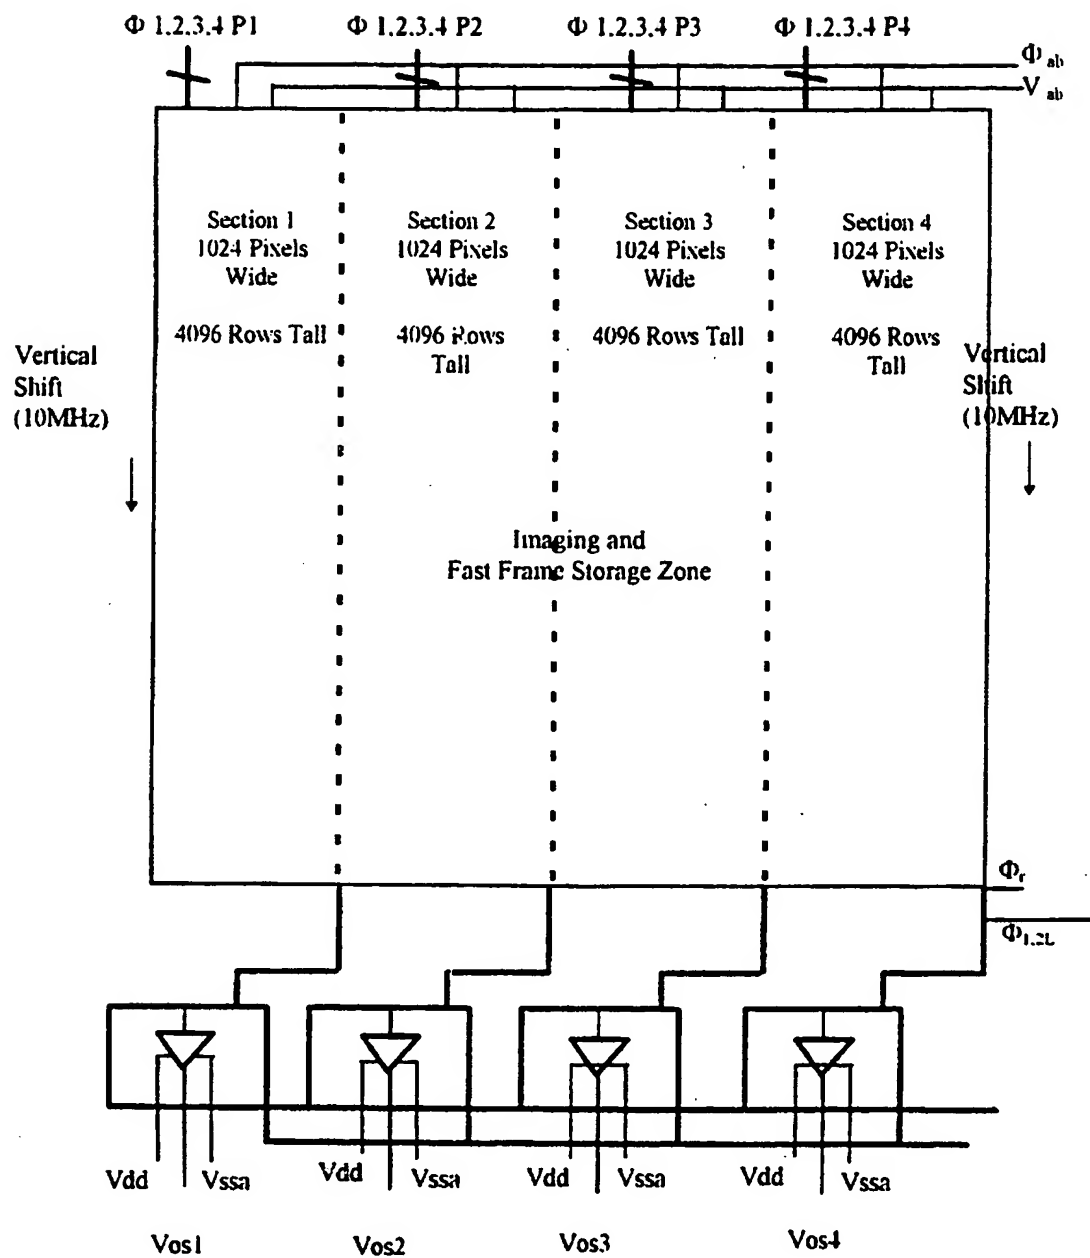 Φ 1.2.3.4 P1
Φ 1.2.3.4 P2
Φ 1.2.3.4 P3
Φ 1.2.3.4 P4
Φab
Vab
Section 1
1024 Pixels
Wide
4096 Rows Tall
Section 2
1024 Pixels
Wide
4096 Rows
Tall
Section 3
1024 Pixels
Wide
4096 Rows Tall
Section 4
1024 Pixels
Wide
4096 Rows
Tall
Vertical
Shift
(10MHz)
Vertical
Shift
(10MHz)
Imaging and
Fast Frame Storage Zone
Φr
Φ1,2L
Vdd
Vssa
Vdd
Vssa
Vdd
Vssa
Vdd
Vssa
Vos1
Vos2
Vos3
Vos4